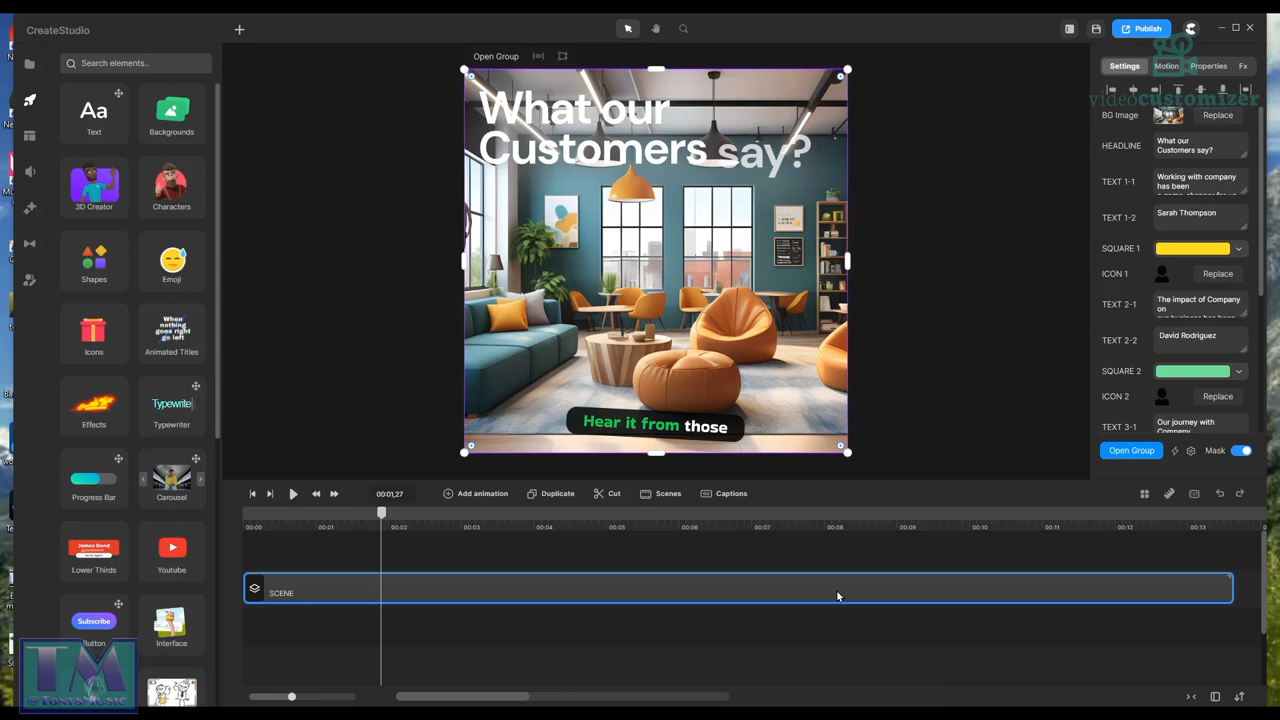 CreateStudio
Publish
Search elements..
Open Group
Settings
Motion
Properties
Fx
videocustomizer
Aa
Text
Backgrounds
3D Creator
Characters
Shapes
Emoji
When
nothing
goes right
go left
Icons
Animated Titles
Effects
Typewrite
Typewriter
Progress Bar
Carousel
James Bond
Lower Thirds
Youtube
Subscribe
Button
Interface
TM
@TonysMusic
What our
Customers say?
Hear it from those
BG Image
Replace
HEADLINE
What our
Customers say?
TEXT 1-1
Working with company
has been
TEXT 1-2
Sarah Thompson
SQUARE 1
ICON 1
Replace
TEXT 2-1
The impact of Company
on
TEXT 2-2
David Rodriguez
SQUARE 2
ICON 2
Replace
TEXT 3-1
Our journey with
Company
Open Group
Mask
00:01,27
Add animation
Duplicate
Cut
Scenes
Captions
00:00
00:01
00:02
00:03
00:04
00:05
00:06
00:07
00:08
00:09
00:10
00:11
00:12
00:13
SCENE